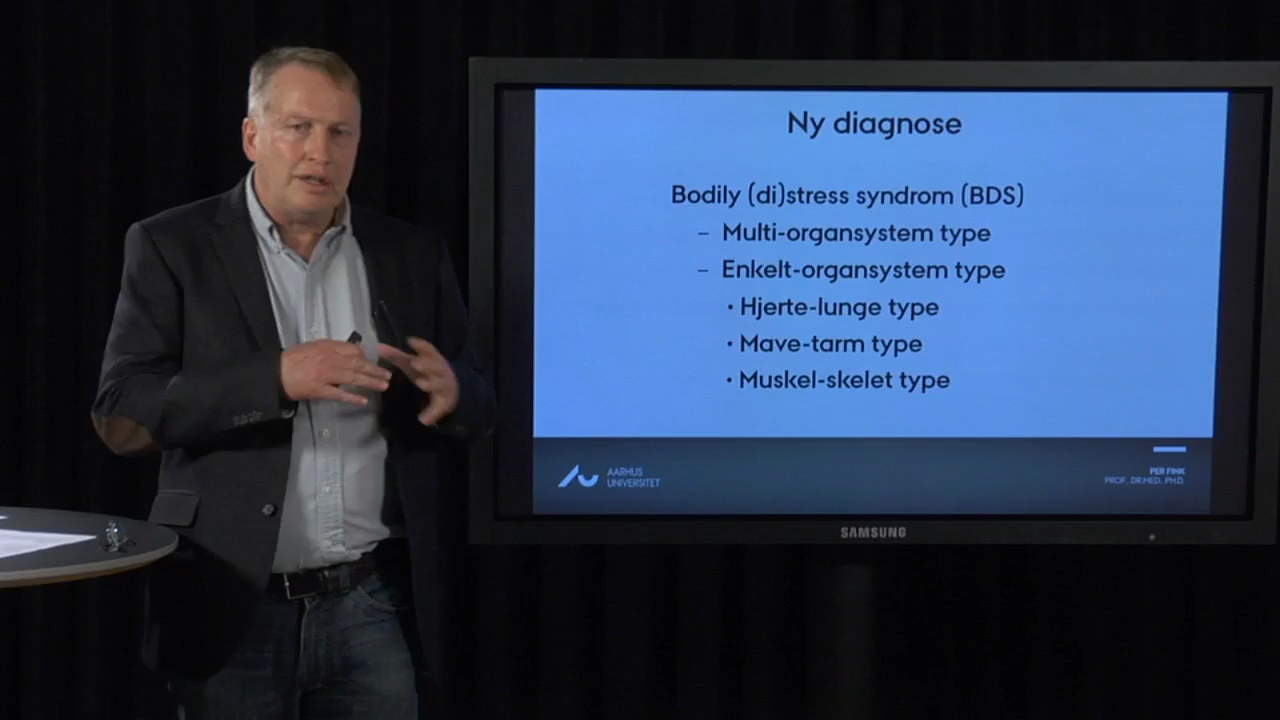 Ny diagnose
Bodily (di)stress syndrom (BDS)
– Multi-organsystem type
– Enkelt-organsystem type
• Hjerte-lunge type
• Mave-tarm type
• Muskel-skelet type
AARHUS
UNIVERSITET
PER FINK
PROF., DR.MED., PH.D.
SAMSUNG